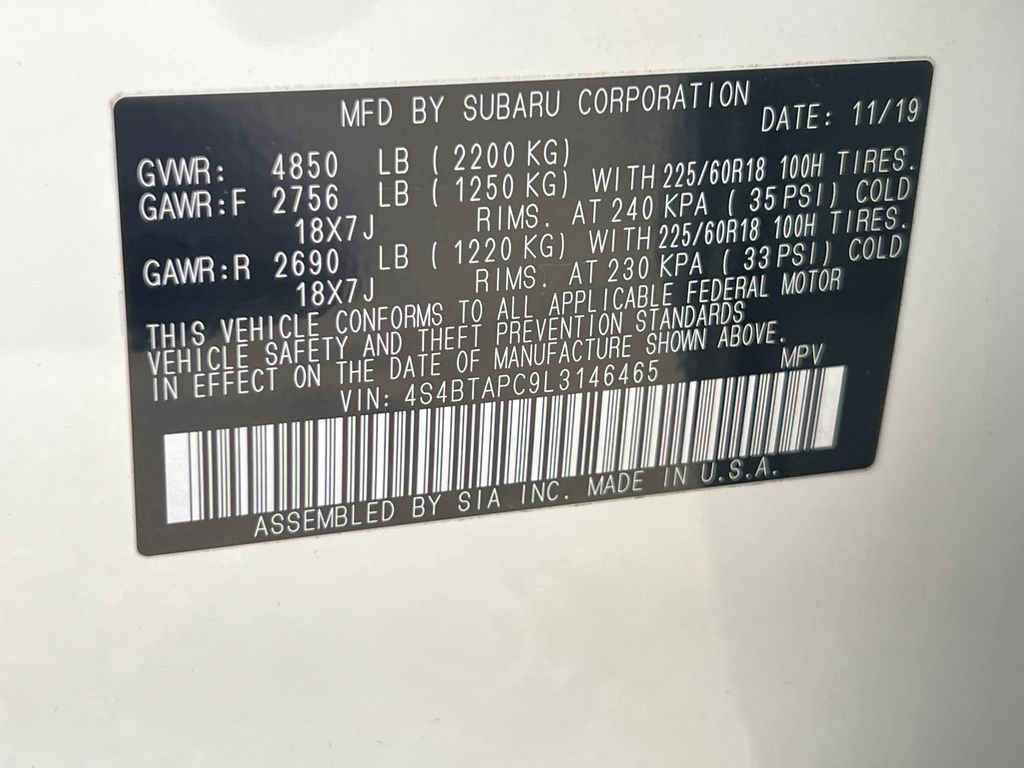 MFD BY SUBARU CORPORATION DATE: 11/19
GVWR: 4850 LB ( 2200 KG)
GAWR:F 2756 LB ( 1250 KG) WITH 225/60R18 100H TIRES.
18X7J RIMS. AT 240 KPA ( 35 PSI) COLD
GAWR:R 2690 LB ( 1220 KG) WITH 225/60R18 100H TIRES.
18X7J RIMS. AT 230 KPA ( 33 PSI) COLD
THIS VEHICLE CONFORMS TO ALL APPLICABLE FEDERAL MOTOR
VEHICLE SAFETY AND THEFT PREVENTION STANDARDS
IN EFFECT ON THE DATE OF MANUFACTURE SHOWN ABOVE.
VIN: 4S4BTAPC9L3146465 MPV
ASSEMBLED BY SIA INC. MADE IN U.S.A.